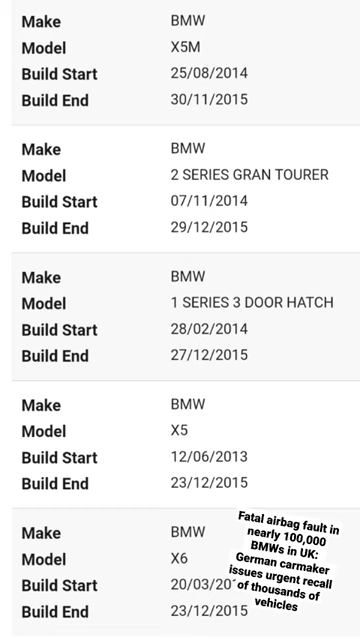 Make BMW
Model X5M
Build Start 25/08/2014
Build End 30/11/2015
Make BMW
Model 2 SERIES GRAN TOURER
Build Start 07/11/2014
Build End 29/12/2015
Make BMW
Model 1 SERIES 3 DOOR HATCH
Build Start 28/02/2014
Build End 27/12/2015
Make BMW
Model X5
Build Start 12/06/2013
Build End 23/12/2015
Make BMW
Model X6
Build Start 20/03/20
Build End 23/12/2015
Fatal airbag fault in
nearly 100,000
BMWs in UK:
German carmaker
issues urgent recall
of thousands of
vehicles